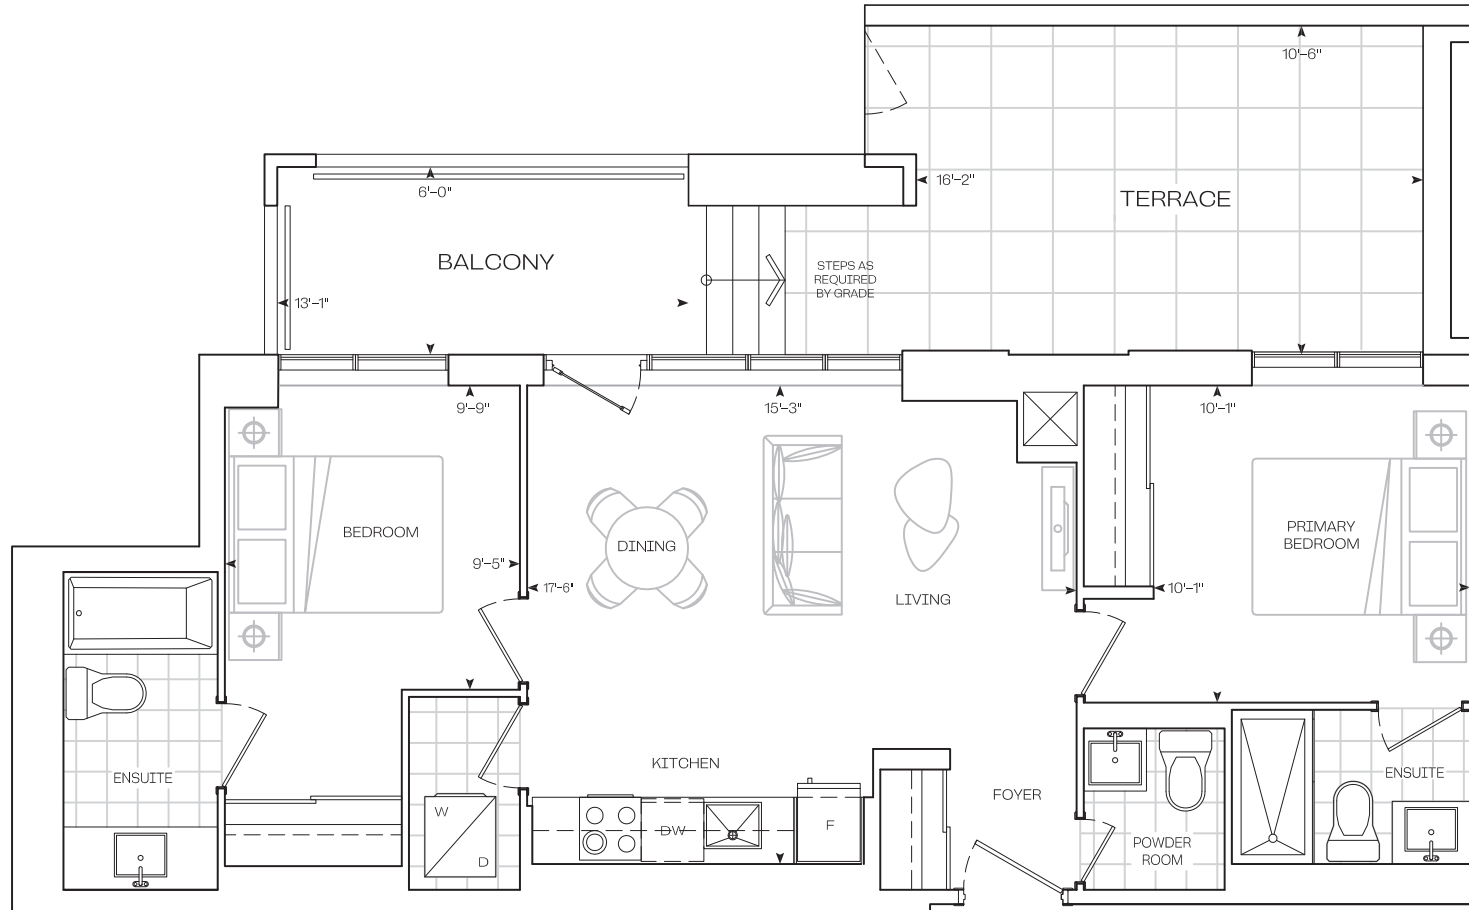 10'-6"
16'-2"
TERRACE
6'-0"
BALCONY
STEPS AS
REQUIRED
BY GRADE
13'-1"
9'-9"
15'-3"
10'-1"
BEDROOM
DINING
PRIMARY
BEDROOM
9'-5"
17'-6"
LIVING
10'-1"
ENSUITE
KITCHEN
FOYER
ENSUITE
W
D
DW
F
POWDER
ROOM